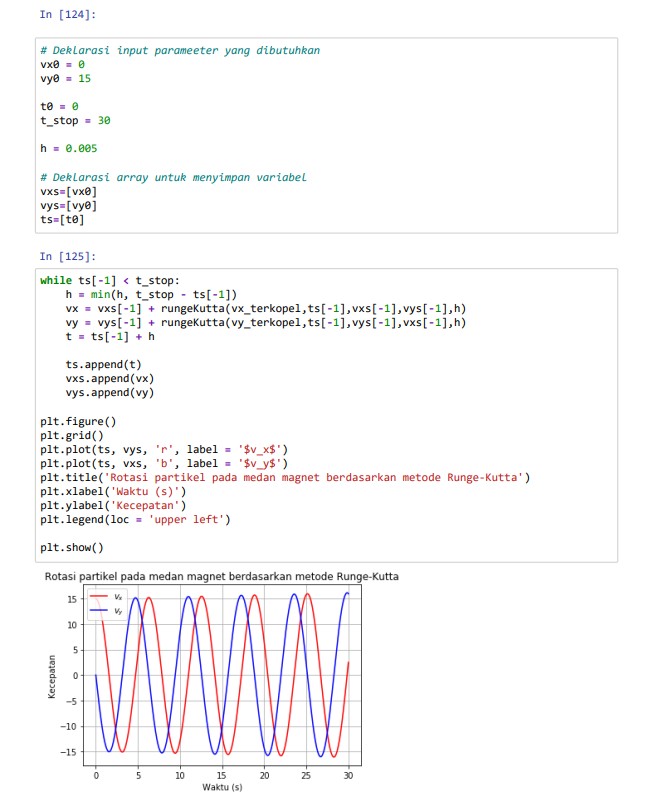 In [124]:
# Deklarasi input parameeter yang dibutuhkan
vx0 = 0
vy0 = 15
t0 = 0
t_stop = 30
h = 0.005
# Deklarasi array untuk menyimpan variabel
vxs=[vx0]
vys=[vy0]
ts=[t0]
In [125]:
while ts[-1] < t_stop:
    h = min(h, t_stop - ts[-1])
    vx = vxs[-1] + rungeKutta(vx_terkopel,ts[-1],vxs[-1],vys[-1],h)
    vy = vys[-1] + rungeKutta(vy_terkopel,ts[-1],vys[-1],vxs[-1],h)
    t = ts[-1] + h
    ts.append(t)
    vxs.append(vx)
    vys.append(vy)
plt.figure()
plt.grid()
plt.plot(ts, vys, 'r', label = '$v_x$')
plt.plot(ts, vxs, 'b', label = '$v_y$')
plt.title('Rotasi partikel pada medan magnet berdasarkan metode Runge-Kutta')
plt.xlabel('Waktu (s)')
plt.ylabel('Kecepatan')
plt.legend(loc = 'upper left')
plt.show()
Rotasi partikel pada medan magnet berdasarkan metode Runge-Kutta
vx
vy
15
10
5
0
−5
−10
−15
Kecepatan
0 5 10 15 20 25 30
Waktu (s)